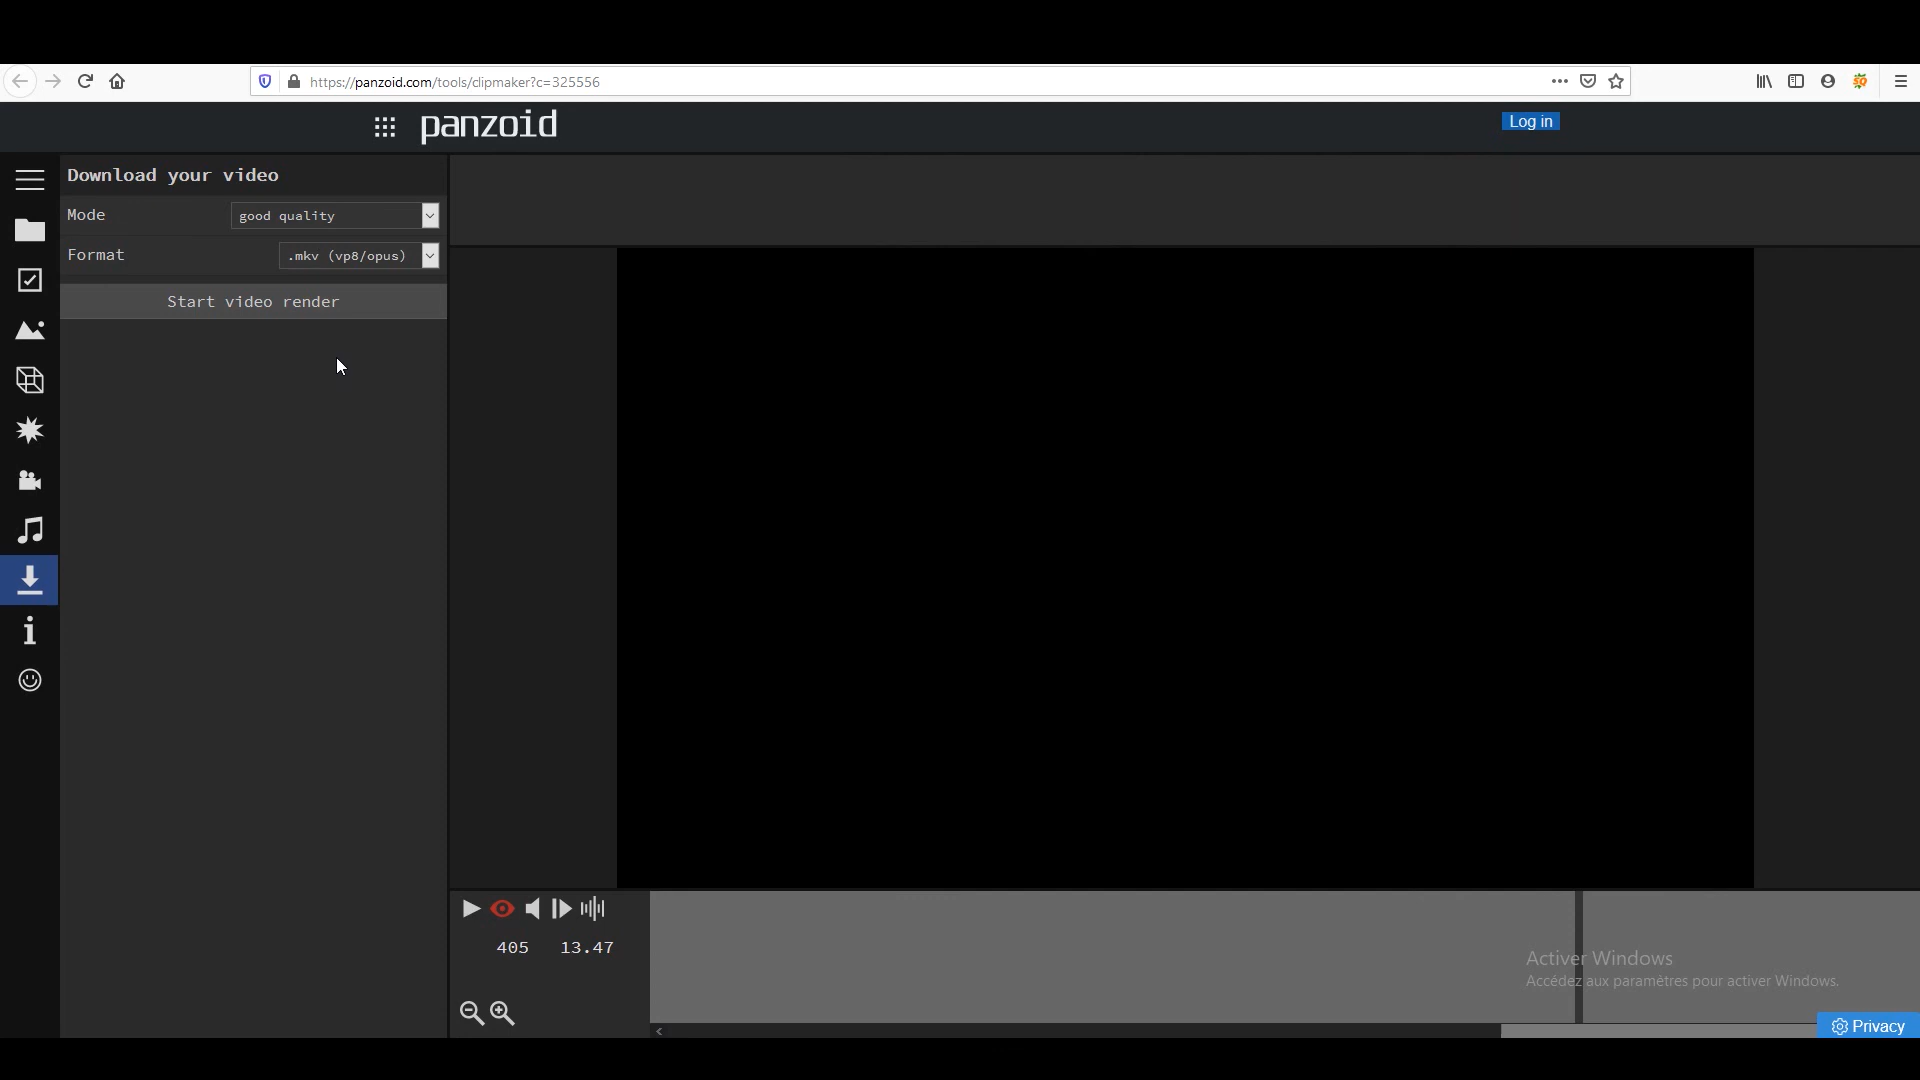 https://panzoid.com/tools/clipmaker?c=325556
panzoid
Log in
Download your video
Mode
good quality
Format
.mkv (vp8/opus)
Start video render
405 13.47
Activer Windows
Accédez aux paramètres pour activer Windows.
Privacy